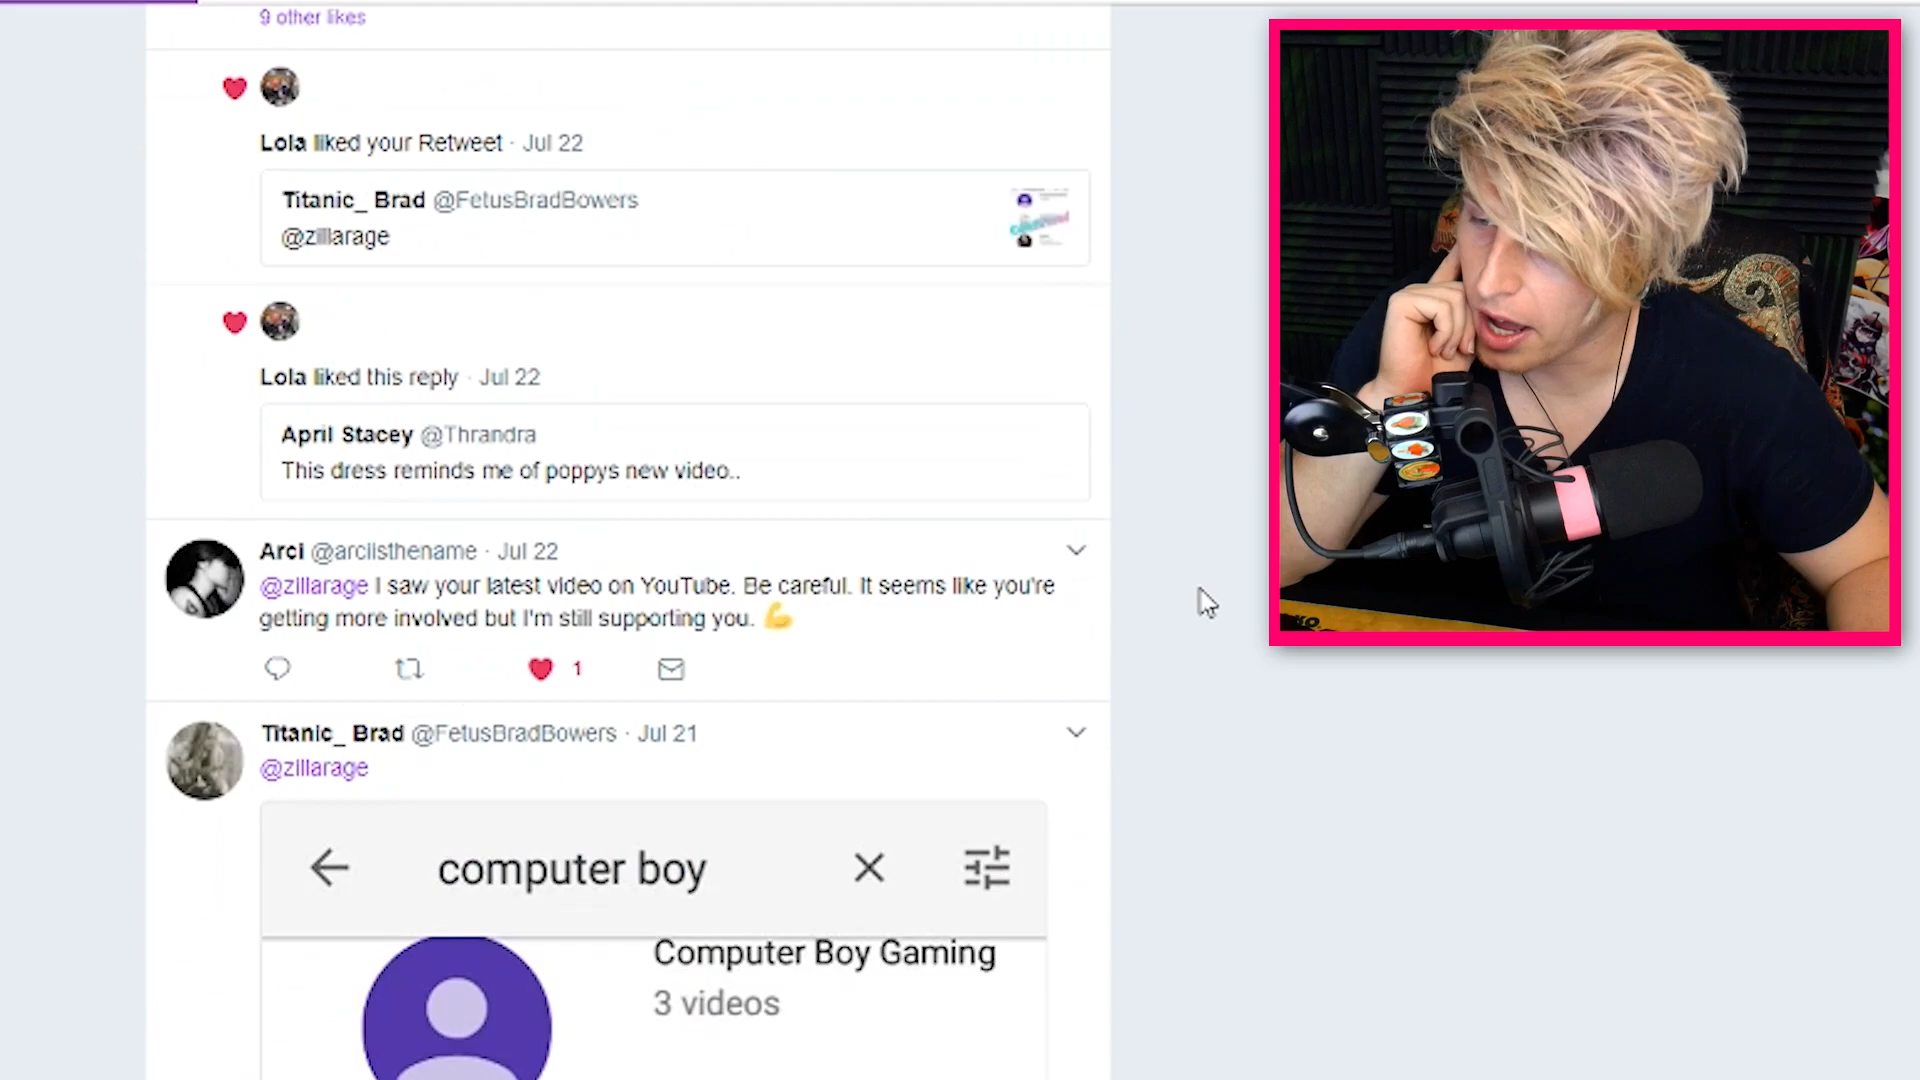 9 other likes
Lola liked your Retweet · Jul 22
Titanic_ Brad @FetusBradBowers
@zillarage
Lola liked this reply · Jul 22
April Stacey @Thrandra
This dress reminds me of poppys new video..
Arci @arciisthename · Jul 22
@zillarage I saw your latest video on YouTube. Be careful. It seems like you're
getting more involved but I'm still supporting you. 💪
1
Titanic_ Brad @FetusBradBowers · Jul 21
@zillarage
computer boy
Computer Boy Gaming
3 videos